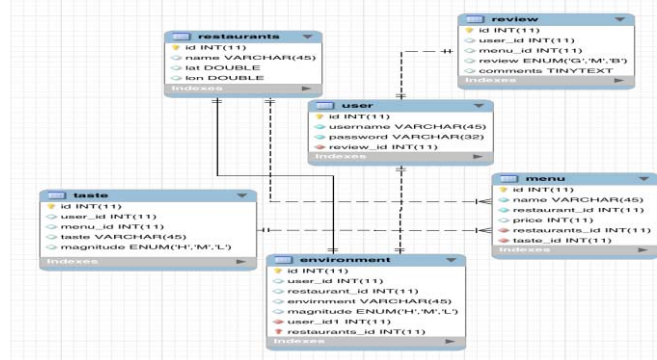 restaurants
id INT(11)
name VARCHAR(45)
lat DOUBLE
lon DOUBLE
Indexes
review
id INT(11)
user_id INT(11)
menu_id INT(11)
review ENUM('G','M','B')
comments TINYTEXT
Indexes
user
id INT(11)
username VARCHAR(45)
password VARCHAR(32)
review_id INT(11)
Indexes
menu
id INT(11)
name VARCHAR(45)
restaurant_id INT(11)
price INT(11)
restaurants_id INT(11)
taste_id INT(11)
Indexes
taste
id INT(11)
user_id INT(11)
menu_id INT(11)
taste VARCHAR(45)
magnitude ENUM('H','M','L')
Indexes
environment
id INT(11)
user_id INT(11)
restaurant_id INT(11)
envirnment VARCHAR(45)
magnitude ENUM('H','M','L')
user_id1 INT(11)
restaurants_id INT(11)
Indexes